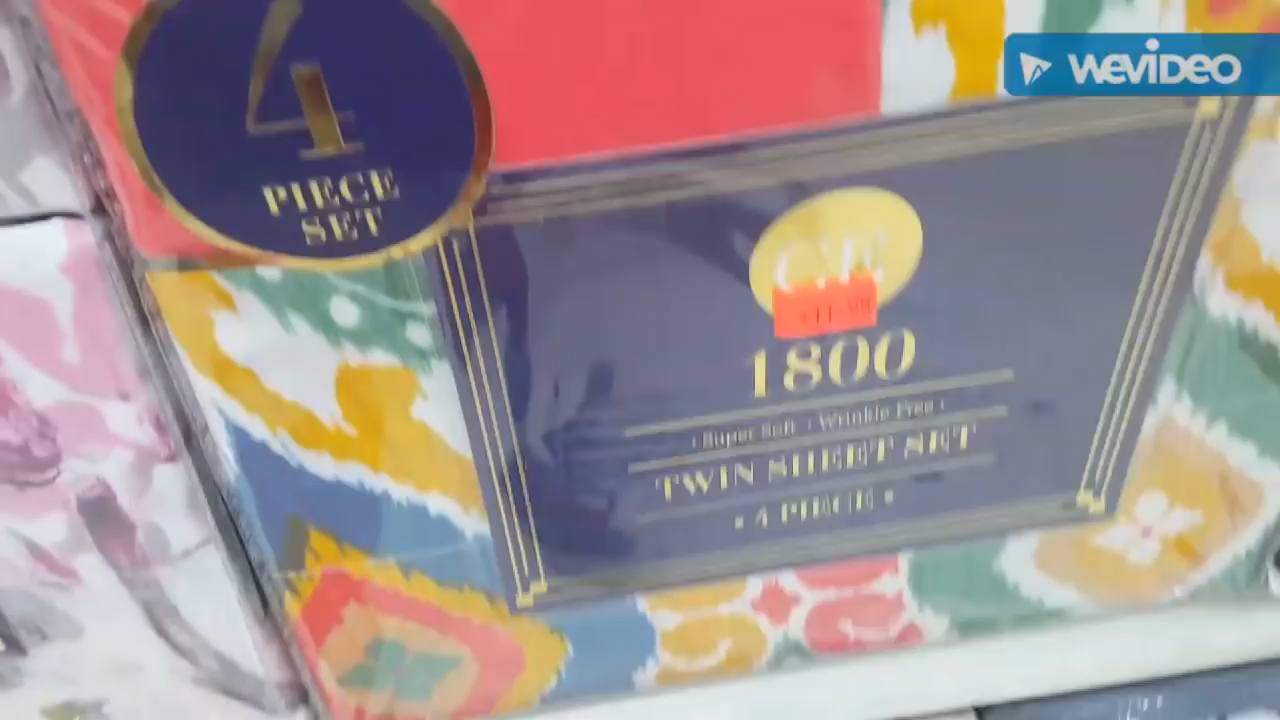 WEVIDEO
4
PIECE
SET
1800
Super Soft · Wrinkle Free
TWIN SHEET SET
• 4 PIECE •